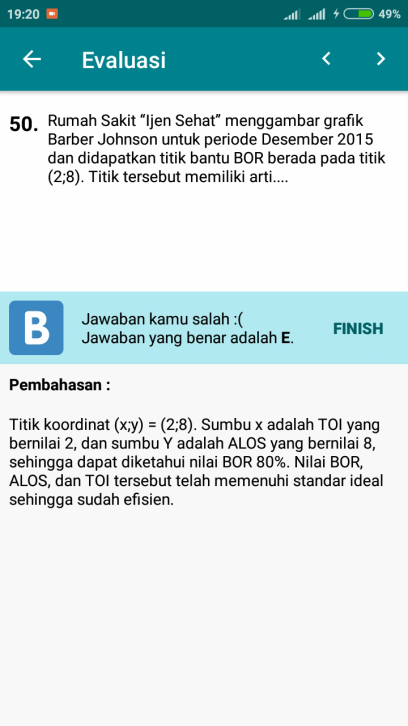 19:20 49%
Evaluasi
50. Rumah Sakit “Ijen Sehat” menggambar grafik
Barber Johnson untuk periode Desember 2015
dan didapatkan titik bantu BOR berada pada titik
(2;8). Titik tersebut memiliki arti....
B
Jawaban kamu salah :(
Jawaban yang benar adalah E.
FINISH
Pembahasan :
Titik koordinat (x;y) = (2;8). Sumbu x adalah TOI yang
bernilai 2, dan sumbu Y adalah ALOS yang bernilai 8,
sehingga dapat diketahui nilai BOR 80%. Nilai BOR,
ALOS, dan TOI tersebut telah memenuhi standar ideal
sehingga sudah efisien.